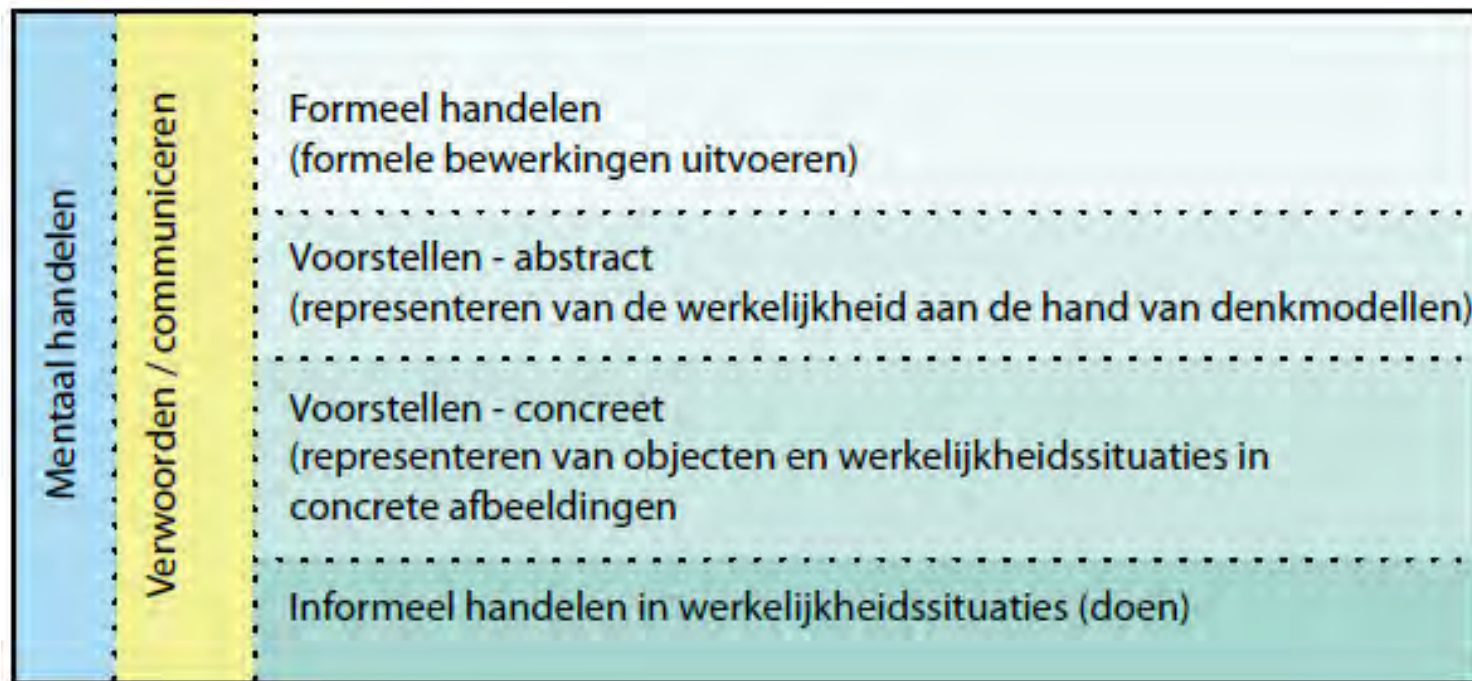 Mentaal handelen
Verwoorden / communiceren
Formeel handelen
(formele bewerkingen uitvoeren)
Voorstellen - abstract
(representeren van de werkelijkheid aan de hand van denkmodellen)
Voorstellen - concreet
(representeren van objecten en werkelijkheidssituaties in
concrete afbeeldingen
Informeel handelen in werkelijkheidssituaties (doen)